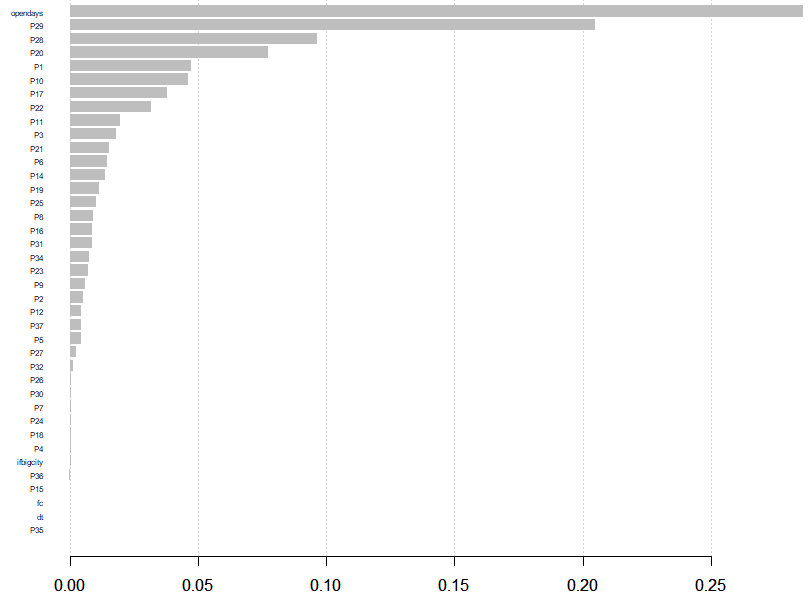 opendays
P29
P28
P20
P1
P10
P17
P22
P11
P3
P21
P6
P14
P19
P25
P8
P16
P31
P34
P23
P9
P2
P12
P37
P5
P27
P32
P26
P30
P7
P24
P18
P4
ifbigcity
P36
P15
fc
dt
P35
0.00 0.05 0.10 0.15 0.20 0.25